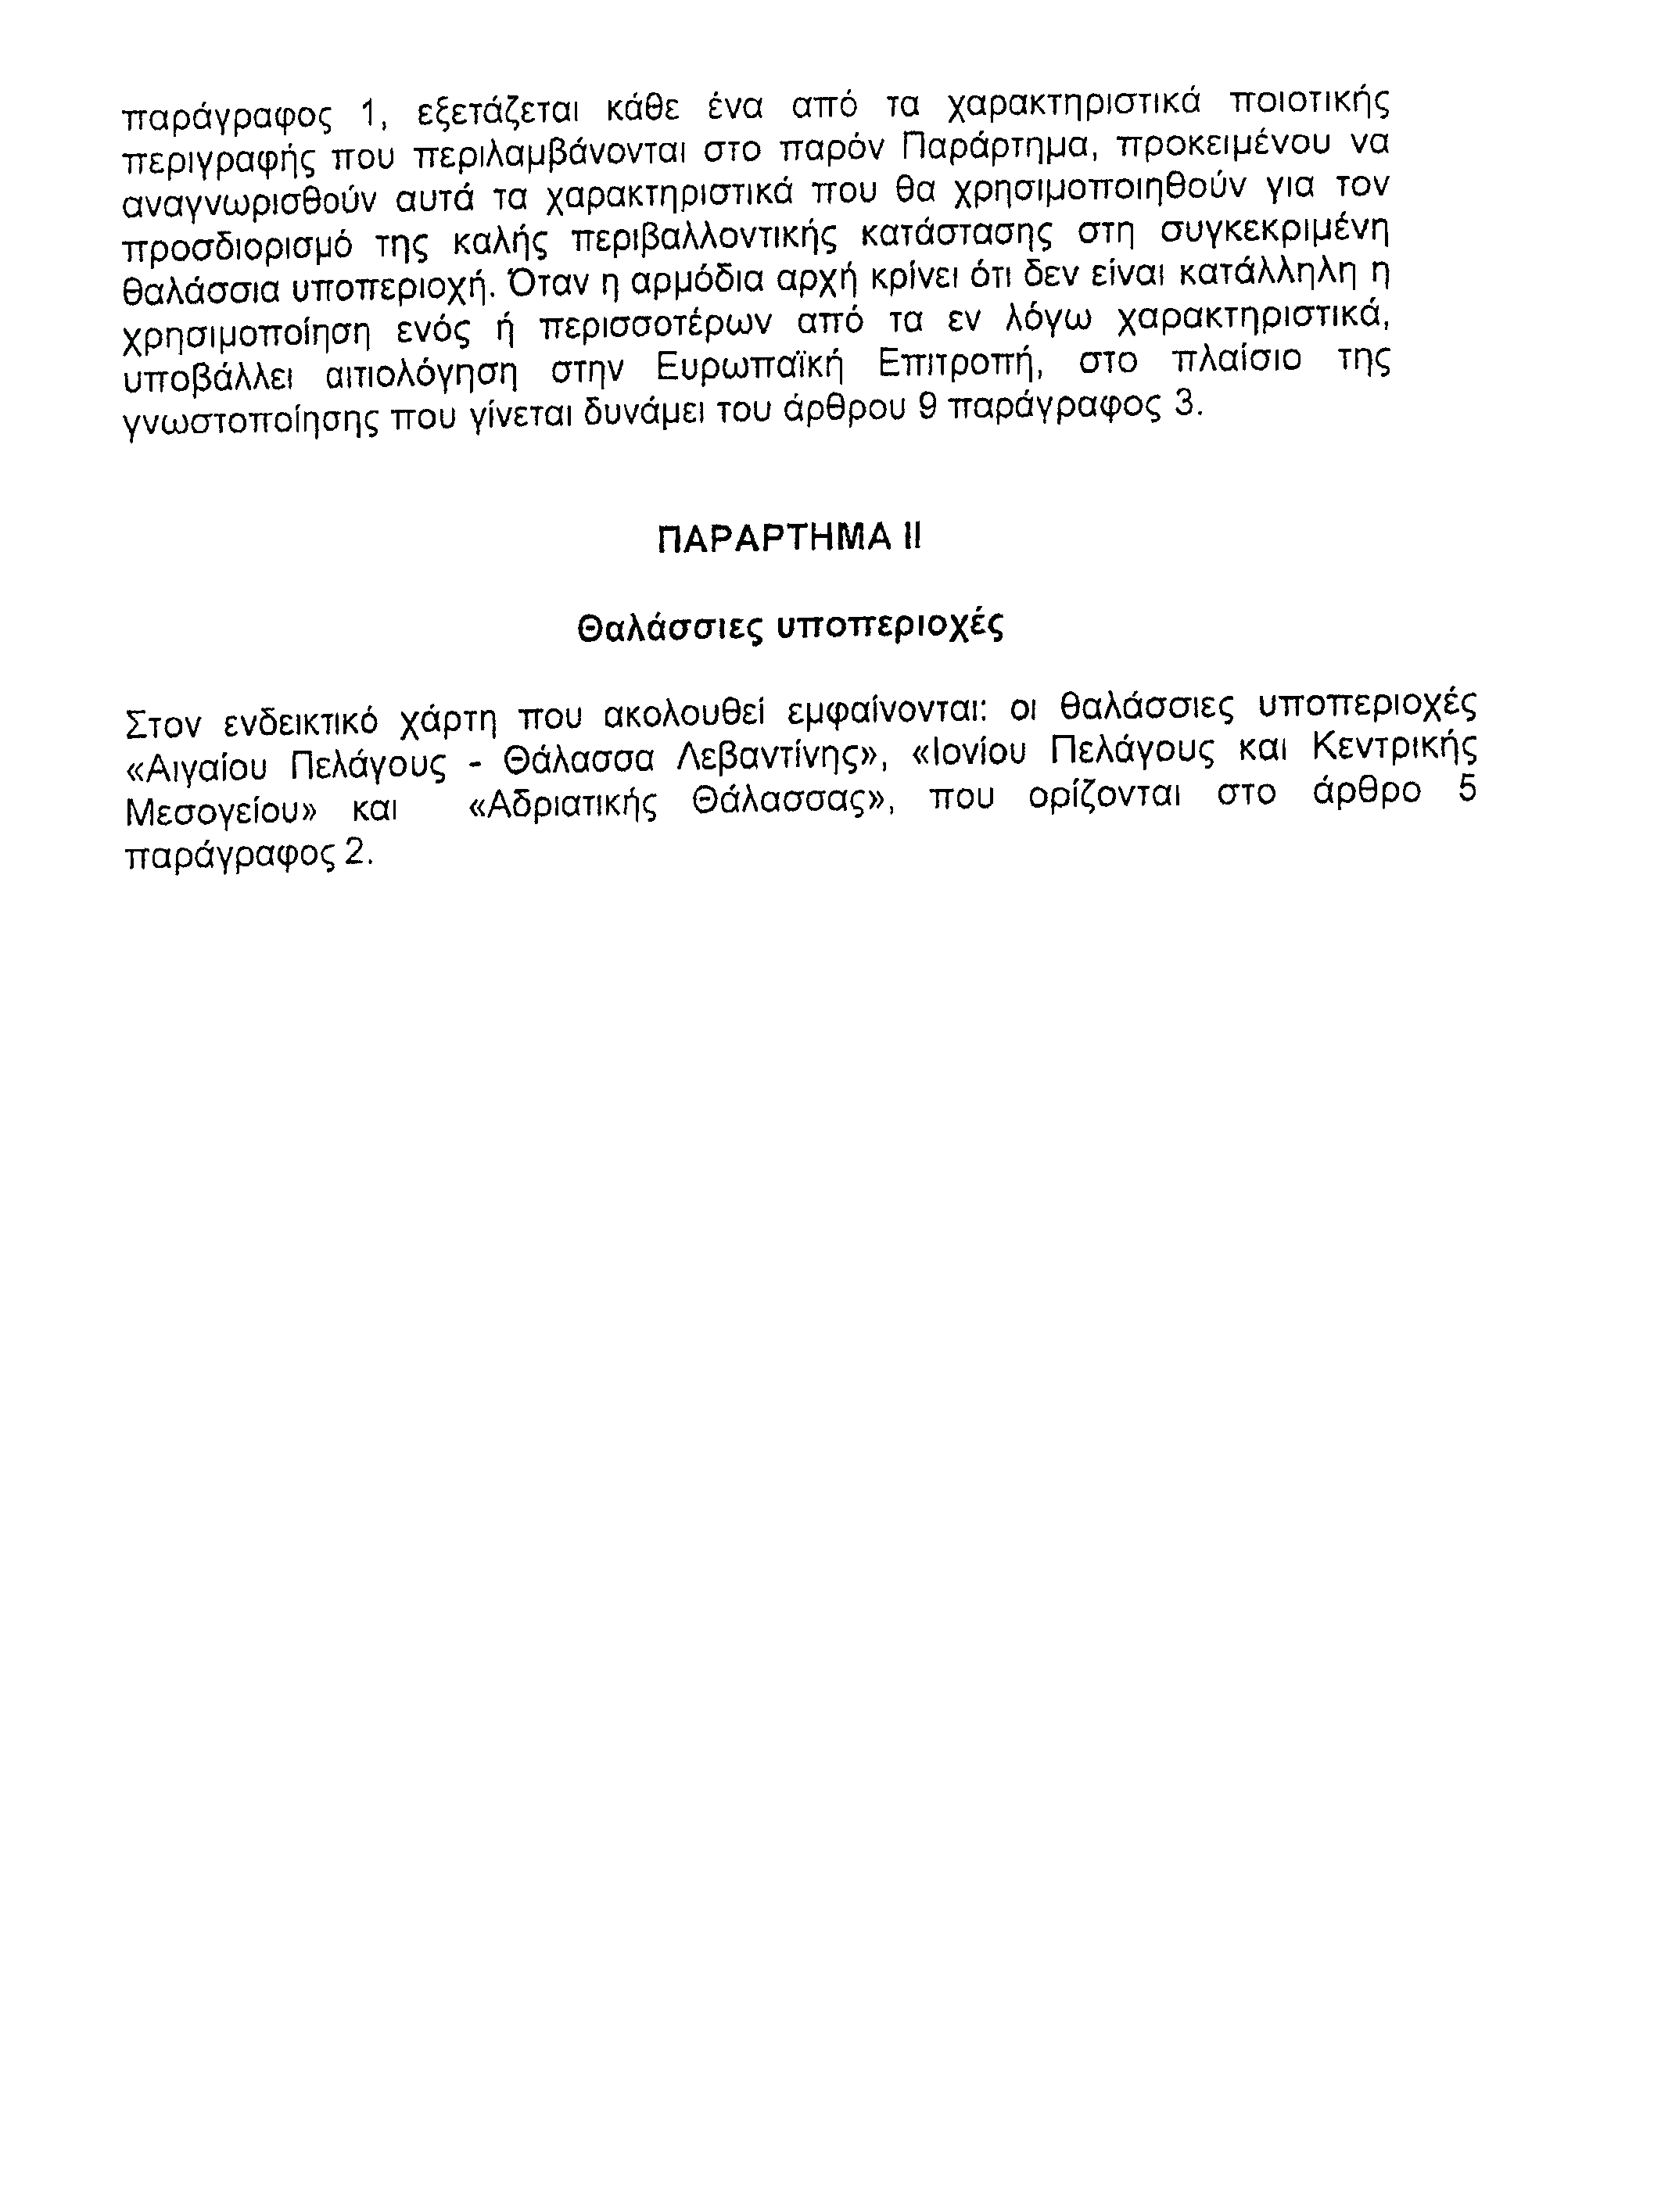 παράγραφος 1, εξετάζεται κάθε ένα από τα χαρακτηριστικά ποιοτικής
περιγραφής που περιλαμβάνονται στο παρόν Παράρτημα, προκειμένου να
αναγνωρισθούν αυτά τα χαρακτηριστικά που θα χρησιμοποιηθούν για τον
προσδιορισμό της καλής περιβαλλοντικής κατάστασης στη συγκεκριμένη
θαλάσσια υποπεριοχή. Όταν η αρμόδια αρχή κρίνει ότι δεν είναι κατάλληλη η
χρησιμοποίηση ενός ή περισσοτέρων από τα εν λόγω χαρακτηριστικά,
υποβάλλει αιτιολόγηση στην Ευρωπαϊκή Επιτροπή, στο πλαίσιο της
γνωστοποίησης που γίνεται δυνάμει του άρθρου 9 παράγραφος 3.
ΠΑΡΑΡΤΗΜΑ ΙΙ
Θαλάσσιες υποπεριοχές
Στον ενδεικτικό χάρτη που ακολουθεί εμφαίνονται: οι θαλάσσιες υποπεριοχές
«Αιγαίου Πελάγους - Θάλασσα Λεβαντίνης», «Ιονίου Πελάγους και Κεντρικής
Μεσογείου» και «Αδριατικής Θάλασσας», που ορίζονται στο άρθρο 5
παράγραφος 2.